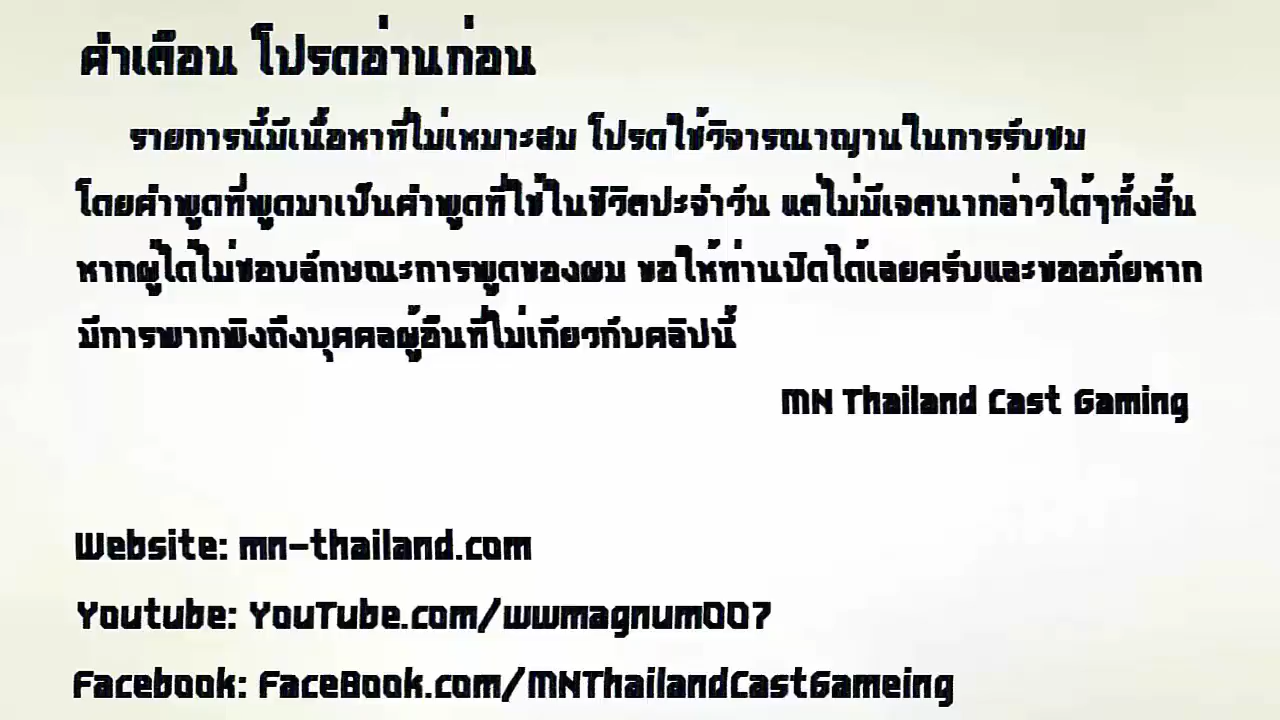 คำเตือน โปรดอ่านก่อน
รายการนี้มีเนื้อหาที่ไม่เหมาะสม โปรดใช้วิจารณาญานในการรับชม
โดยคำพูดที่พูดมาเป็นคำพูดที่ใช้ในชีวิตประจำวัน แต่ไม่มีเจตนากล่าวได้ๆทั้งสิ้น
หากผู้ได้ไม่ชอบลักษณะการพูดของผม ขอให้ท่านปิดได้เลยครับและขออภัยหาก
มีการพากพิงถึงบุคคลผู้อื่นที่ไม่เกี่ยวกับคลิปนี้
MN Thailand Cast Gaming
Website: mn-thailand.com
Youtube: YouTube.com/wwmagnum007
Facebook: FaceBook.com/MNThailandCastGameing